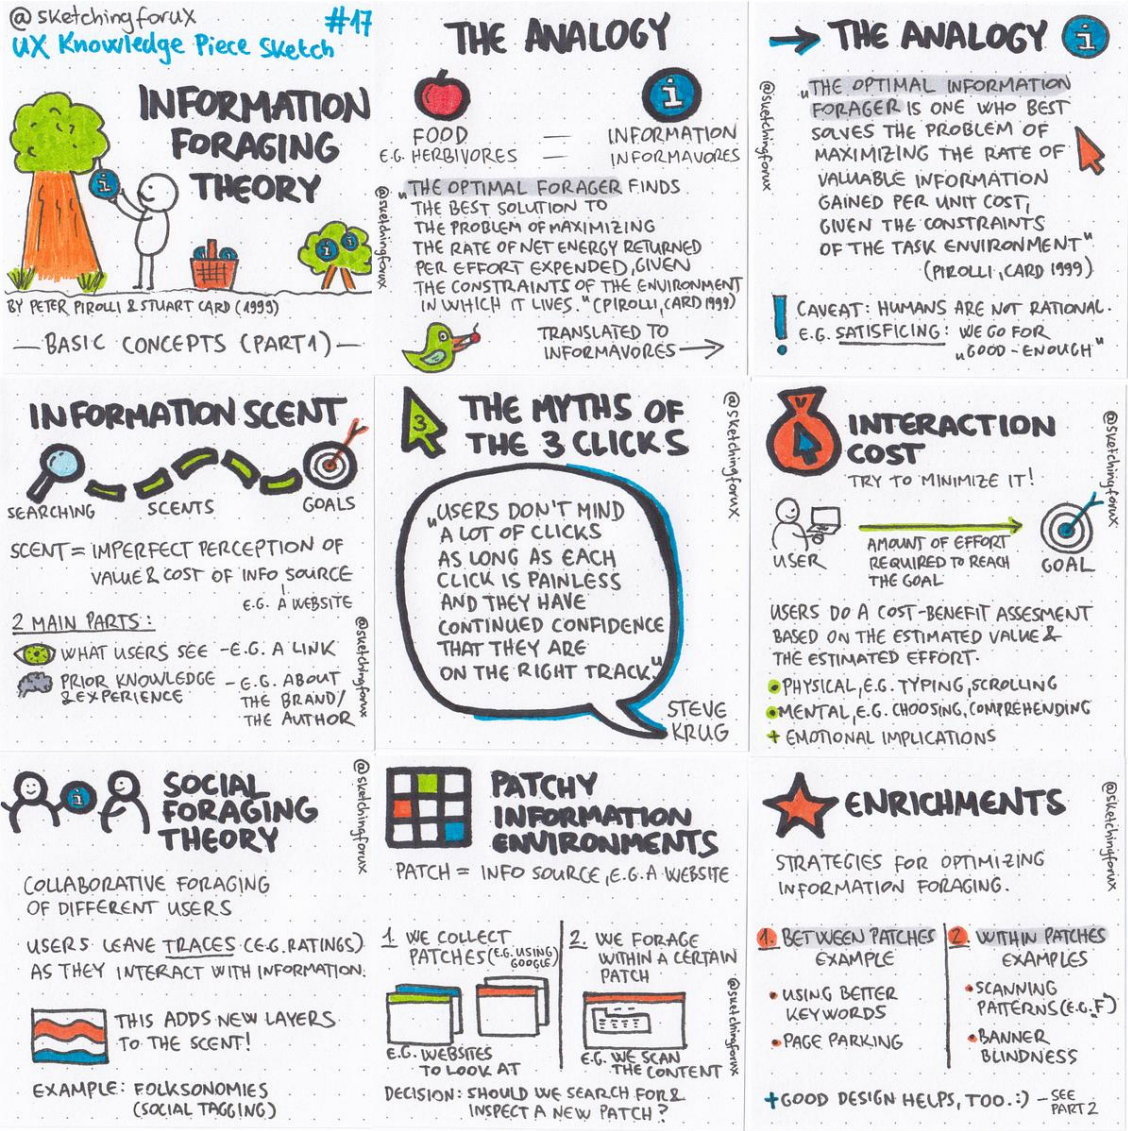 @sketchingforux
#17
UX Knowledge Piece Sketch
INFORMATION
FORAGING
THEORY
i
i i
BY PETER PIROLLI & STUART CARD (1999)
— BASIC CONCEPTS (PART 1) —
THE ANALOGY
i
FOOD — INFORMATION
E.G. HERBIVORES — INFORMAVORES
@sketchingforux
„THE OPTIMAL FORAGER FINDS
THE BEST SOLUTION TO
THE PROBLEM OF MAXIMIZING
THE RATE OF NET ENERGY RETURNED
PER EFFORT EXPENDED, GIVEN
THE CONSTRAINTS OF THE ENVIRONMENT
IN WHICH IT LIVES." (PIROLLI, CARD 1999)
TRANSLATED TO
INFORMAVORES →
→ THE ANALOGY i
@sketchingforux
„THE OPTIMAL INFORMATION
FORAGER IS ONE WHO BEST
SOLVES THE PROBLEM OF
MAXIMIZING THE RATE OF
VALUABLE INFORMATION
GAINED PER UNIT COST,
GIVEN THE CONSTRAINTS
OF THE TASK ENVIRONMENT"
(PIROLLI, CARD 1999)
! CAVEAT: HUMANS ARE NOT RATIONAL.
E.G. SATISFICING: WE GO FOR
„GOOD-ENOUGH"
INFORMATION SCENT
SEARCHING
SCENTS
GOALS
SCENT = IMPERFECT PERCEPTION OF
VALUE & COST OF INFO SOURCE
E.G. A WEBSITE
2 MAIN PARTS:
WHAT USERS SEE - E.G. A LINK
PRIOR KNOWLEDGE - E.G. ABOUT
& EXPERIENCE THE BRAND/
THE AUTHOR
@sketchingforux
3
THE MYTHS OF
THE 3 CLICKS
@sketchingforux
„USERS DON'T MIND
A LOT OF CLICKS
AS LONG AS EACH
CLICK IS PAINLESS
AND THEY HAVE
CONTINUED CONFIDENCE
THAT THEY ARE
ON THE RIGHT TRACK."
STEVE
KRUG
INTERACTION
COST
TRY TO MINIMIZE IT!
@sketchingforux
USER
AMOUNT OF EFFORT
REQUIRED TO REACH
THE GOAL
GOAL
USERS DO A COST-BENEFIT ASSESMENT
BASED ON THE ESTIMATED VALUE &
THE ESTIMATED EFFORT.
PHYSICAL, E.G. TYPING, SCROLLING
MENTAL, E.G. CHOOSING, COMPREHENDING
+ EMOTIONAL IMPLICATIONS
i
SOCIAL
FORAGING
THEORY
@sketchingforux
COLLABORATIVE FORAGING
OF DIFFERENT USERS
USERS LEAVE TRACES (E.G. RATINGS)
AS THEY INTERACT WITH INFORMATION.
THIS ADDS NEW LAYERS
TO THE SCENT!
EXAMPLE: FOLKSONOMIES
(SOCIAL TAGGING)
PATCHY
INFORMATION
ENVIRONMENTS
PATCH = INFO SOURCE, E.G. A WEBSITE
1. WE COLLECT
PATCHES (E.G. USING
GOOGLE)
E.G. WEBSITES
TO LOOK AT
2. WE FORAGE
WITHIN A CERTAIN
PATCH
E.G. WE SCAN
THE CONTENT
@sketchingforux
DECISION: SHOULD WE SEARCH FOR &
INSPECT A NEW PATCH?
ENRICHMENTS
@sketchingforux
STRATEGIES FOR OPTIMIZING
INFORMATION FORAGING.
1. BETWEEN PATCHES
EXAMPLE
• USING BETTER
KEYWORDS
• PAGE PARKING
2. WITHIN PATCHES
EXAMPLES
• SCANNING
PATTERNS (E.G. F)
• BANNER
BLINDNESS
+ GOOD DESIGN HELPS, TOO. :) - SEE
PART 2